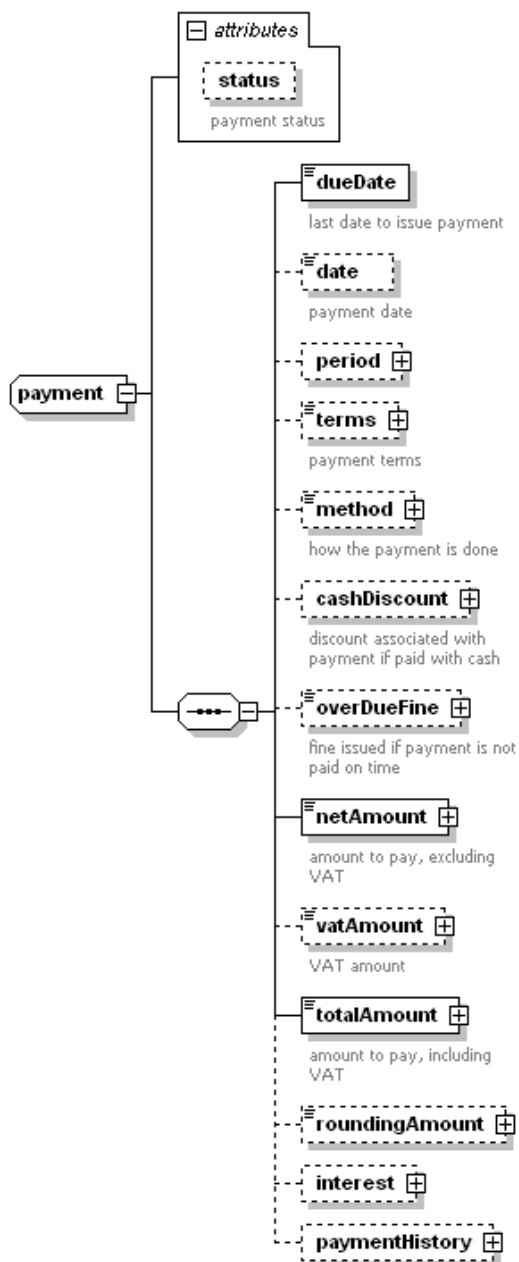 attributes
status
payment status
dueDate
last date to issue payment
date
payment date
period
payment
terms
payment terms
method
how the payment is done
cashDiscount
discount associated with
payment if paid with cash
overDueFine
fine issued if payment is not
paid on time
netAmount
amount to pay, excluding
VAT
vatAmount
VAT amount
totalAmount
amount to pay, including
VAT
roundingAmount
interest
paymentHistory